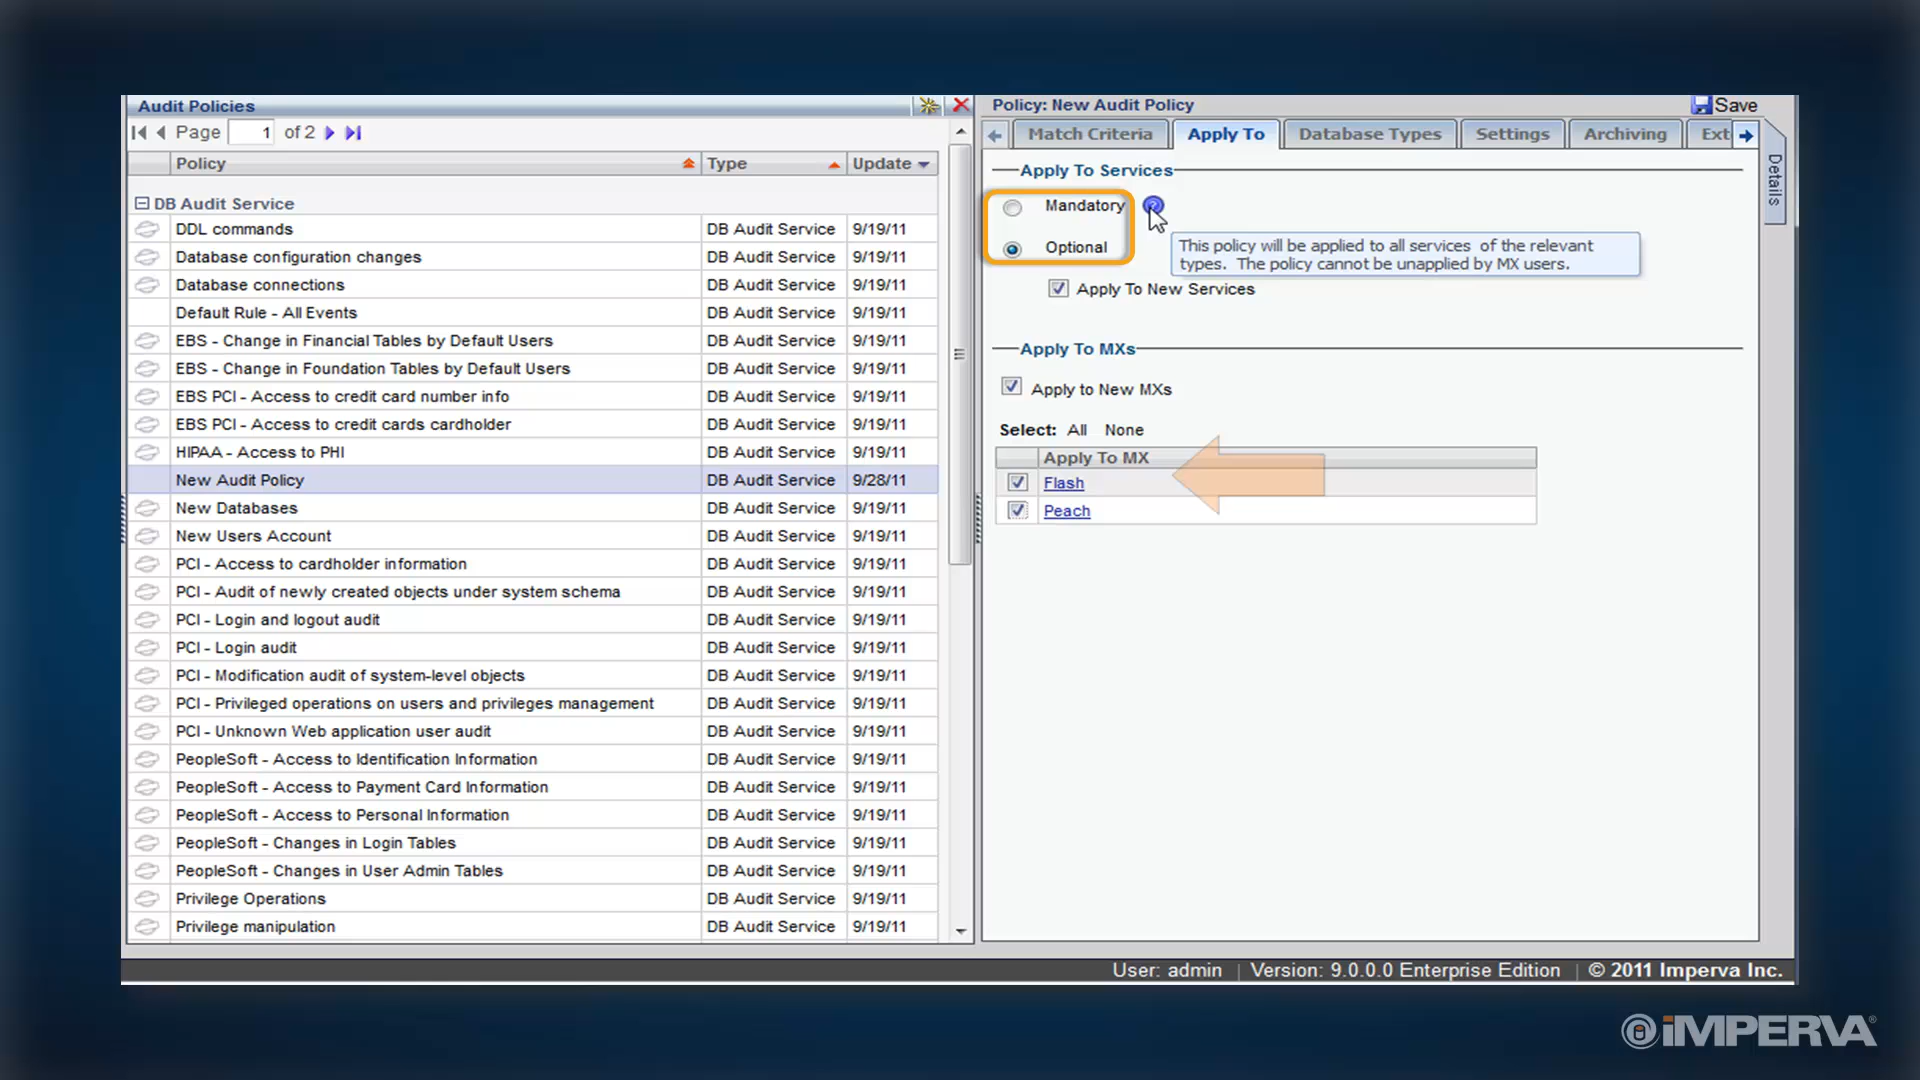 Audit Policies
Page 1 of 2
Policy Type Update
DB Audit Service
DDL commands DB Audit Service 9/19/11
Database configuration changes DB Audit Service 9/19/11
Database connections DB Audit Service 9/19/11
Default Rule - All Events DB Audit Service 9/19/11
EBS - Change in Financial Tables by Default Users DB Audit Service 9/19/11
EBS - Change in Foundation Tables by Default Users DB Audit Service 9/19/11
EBS PCI - Access to credit card number info DB Audit Service 9/19/11
EBS PCI - Access to credit cards cardholder DB Audit Service 9/19/11
HIPAA - Access to PHI DB Audit Service 9/19/11
New Audit Policy DB Audit Service 9/28/11
New Databases DB Audit Service 9/19/11
New Users Account DB Audit Service 9/19/11
PCI - Access to cardholder information DB Audit Service 9/19/11
PCI - Audit of newly created objects under system schema DB Audit Service 9/19/11
PCI - Login and logout audit DB Audit Service 9/19/11
PCI - Login audit DB Audit Service 9/19/11
PCI - Modification audit of system-level objects DB Audit Service 9/19/11
PCI - Privileged operations on users and privileges management DB Audit Service 9/19/11
PCI - Unknown Web application user audit DB Audit Service 9/19/11
PeopleSoft - Access to Identification Information DB Audit Service 9/19/11
PeopleSoft - Access to Payment Card Information DB Audit Service 9/19/11
PeopleSoft - Access to Personal Information DB Audit Service 9/19/11
PeopleSoft - Changes in Login Tables DB Audit Service 9/19/11
PeopleSoft - Changes in User Admin Tables DB Audit Service 9/19/11
Privilege Operations DB Audit Service 9/19/11
Privilege manipulation DB Audit Service 9/19/11
Policy: New Audit Policy Save
Match Criteria Apply To Database Types Settings Archiving Ext
Details
Apply To Services
Mandatory
Optional
This policy will be applied to all services of the relevant
types. The policy cannot be unapplied by MX users.
Apply To New Services
Apply To MXs
Apply to New MXs
Select: All None
Apply To MX
Flash
Peach
User: admin | Version: 9.0.0.0 Enterprise Edition | © 2011 Imperva Inc.
iMPERVA